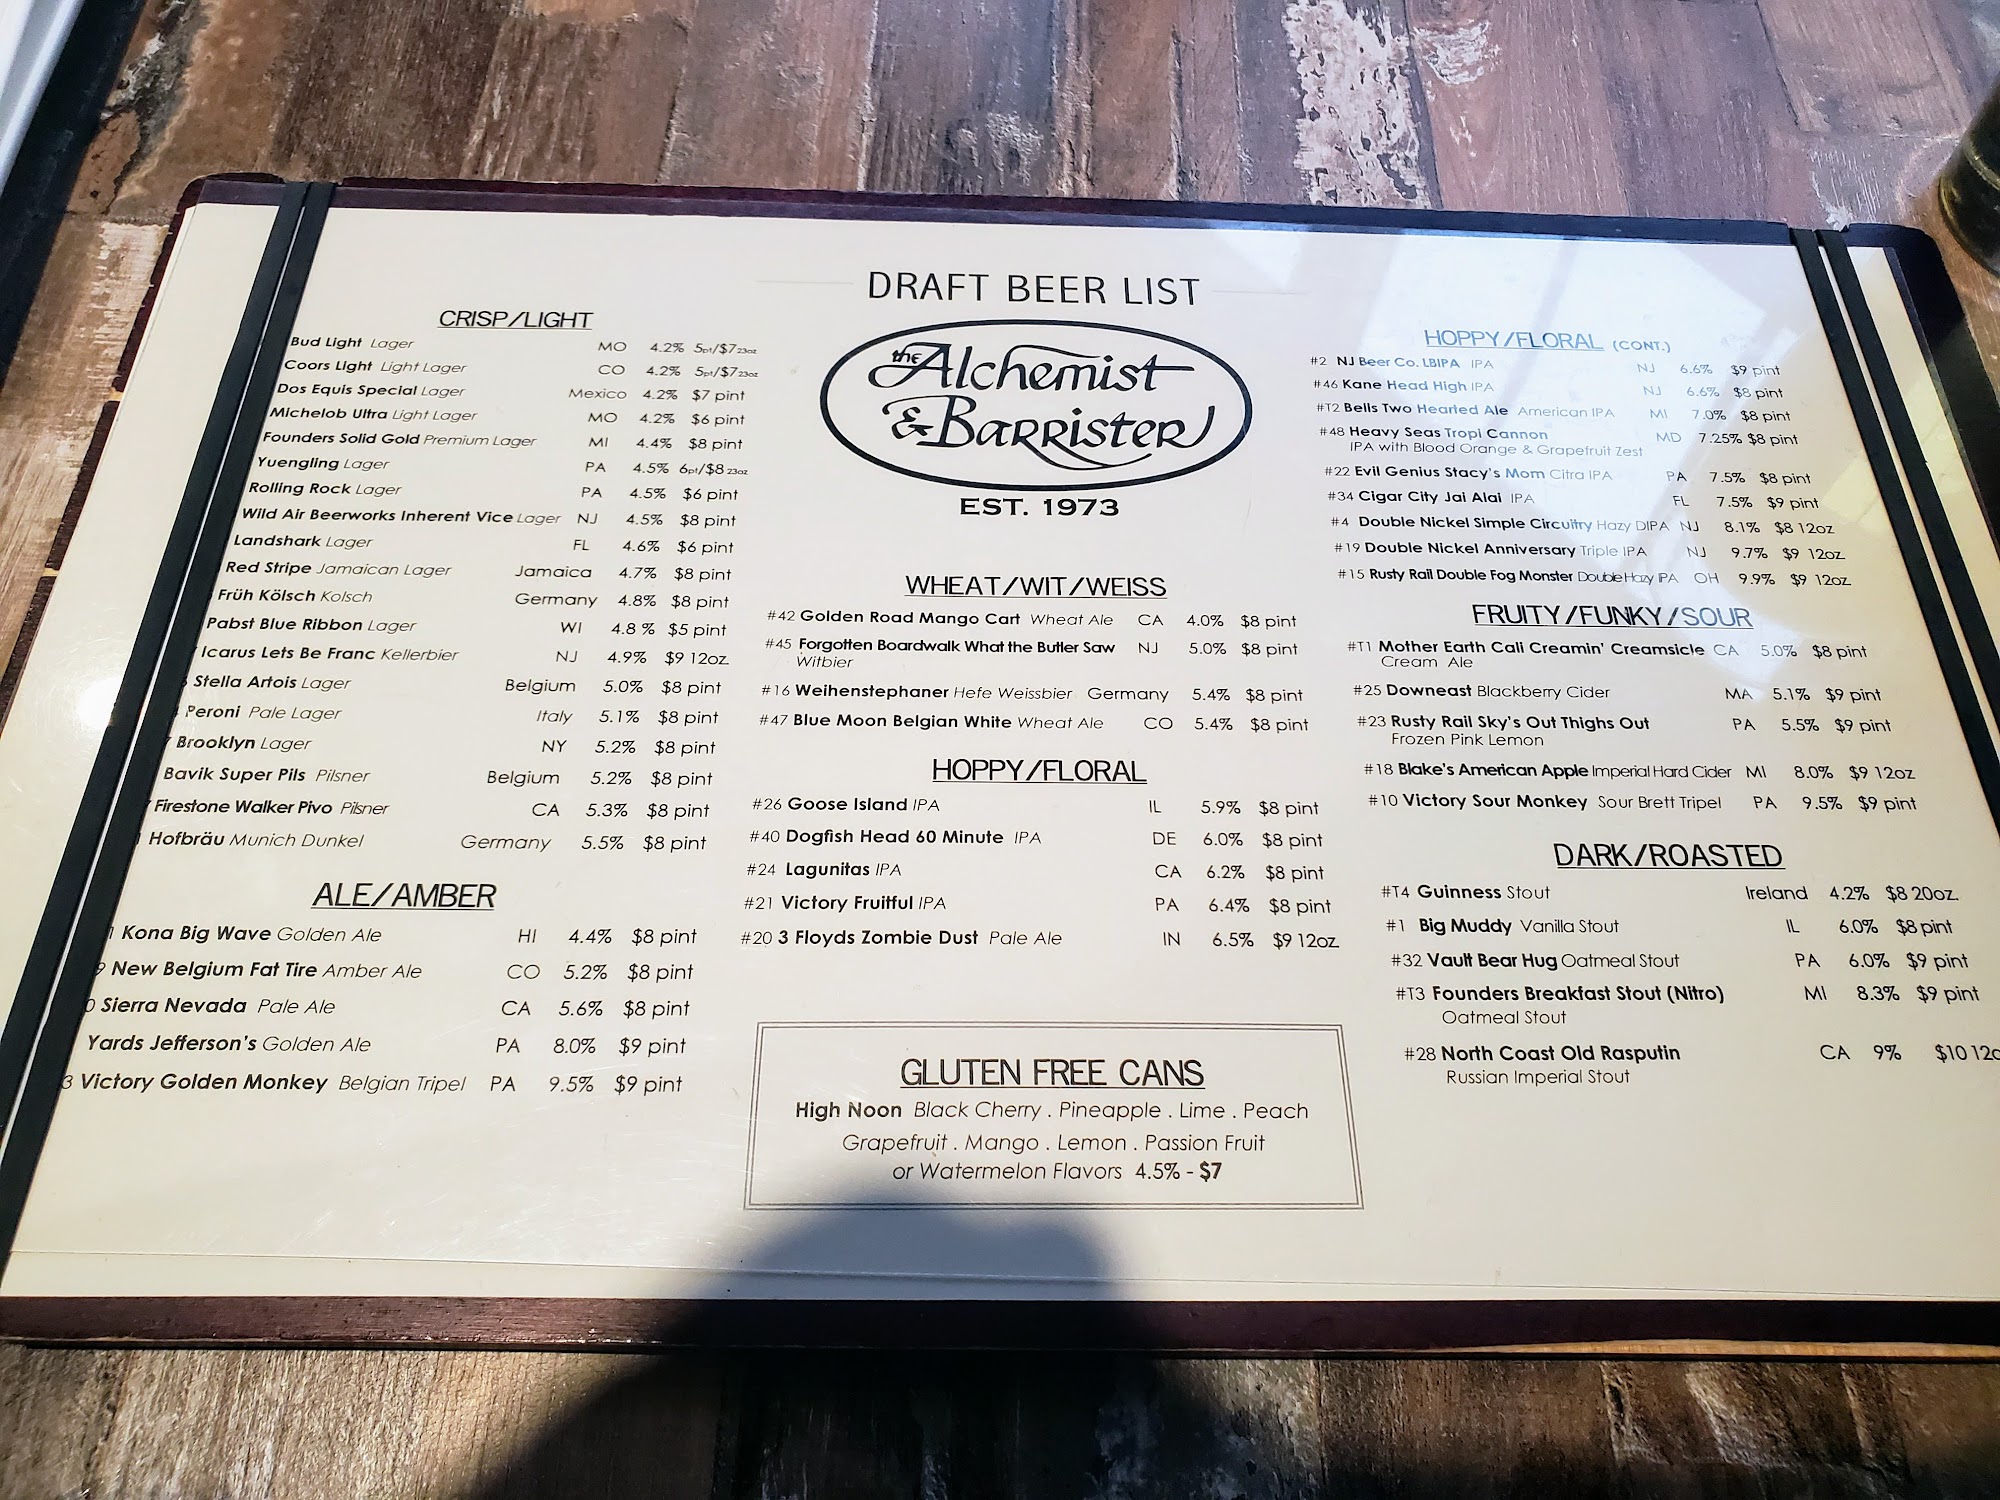 DRAFT BEER LIST
the Alchemist
& Barrister
EST. 1973
CRISP/LIGHT
Bud Light Lager MO 4.2% 5pt/$7 23oz
Coors Light Light Lager CO 4.2% 5pt/$7 23oz
Dos Equis Special Lager Mexico 4.2% $7 pint
Michelob Ultra Light Lager MO 4.2% $6 pint
Founders Solid Gold Premium Lager MI 4.4% $8 pint
Yuengling Lager PA 4.5% 6pt/$8 23oz
Rolling Rock Lager PA 4.5% $6 pint
Wild Air Beerworks Inherent Vice Lager NJ 4.5% $8 pint
Landshark Lager FL 4.6% $6 pint
Red Stripe Jamaican Lager Jamaica 4.7% $8 pint
Früh Kölsch Kolsch Germany 4.8% $8 pint
Pabst Blue Ribbon Lager WI 4.8 % $5 pint
Icarus Lets Be Franc Kellerbier NJ 4.9% $9 12oz.
Stella Artois Lager Belgium 5.0% $8 pint
Peroni Pale Lager Italy 5.1% $8 pint
Brooklyn Lager NY 5.2% $8 pint
Bavik Super Pils Pilsner Belgium 5.2% $8 pint
Firestone Walker Pivo Pilsner CA 5.3% $8 pint
Hofbräu Munich Dunkel Germany 5.5% $8 pint
ALE/AMBER
Kona Big Wave Golden Ale HI 4.4% $8 pint
New Belgium Fat Tire Amber Ale CO 5.2% $8 pint
Sierra Nevada Pale Ale CA 5.6% $8 pint
Yards Jefferson's Golden Ale PA 8.0% $9 pint
3 Victory Golden Monkey Belgian Tripel PA 9.5% $9 pint
WHEAT/WIT/WEISS
#42 Golden Road Mango Cart Wheat Ale CA 4.0% $8 pint
#45 Forgotten Boardwalk What the Butler Saw NJ 5.0% $8 pint
Witbier
#16 Weihenstephaner Hefe Weissbier Germany 5.4% $8 pint
#47 Blue Moon Belgian White Wheat Ale CO 5.4% $8 pint
HOPPY/FLORAL
#26 Goose Island IPA IL 5.9% $8 pint
#40 Dogfish Head 60 Minute IPA DE 6.0% $8 pint
#24 Lagunitas IPA CA 6.2% $8 pint
#21 Victory Fruitful IPA PA 6.4% $8 pint
#20 3 Floyds Zombie Dust Pale Ale IN 6.5% $9 12oz.
GLUTEN FREE CANS
High Noon Black Cherry . Pineapple . Lime . Peach
Grapefruit . Mango . Lemon . Passion Fruit
or Watermelon Flavors 4.5% - $7
HOPPY/FLORAL (CONT.)
#2 NJ Beer Co. LBIPA IPA NJ 6.6% $9 pint
#46 Kane Head High IPA NJ 6.6% $8 pint
#T2 Bells Two Hearted Ale American IPA MI 7.0% $8 pint
#48 Heavy Seas Tropi Cannon MD 7.25% $8 pint
IPA with Blood Orange & Grapefruit Zest
#22 Evil Genius Stacy's Mom Citra IPA PA 7.5% $8 pint
#34 Cigar City Jai Alai IPA FL 7.5% $9 pint
#4 Double Nickel Simple Circuitry Hazy DIPA NJ 8.1% $8 12oz
#19 Double Nickel Anniversary Triple IPA NJ 9.7% $9 12oz.
#15 Rusty Rail Double Fog Monster Double Hazy IPA OH 9.9% $9 12oz.
FRUITY/FUNKY/SOUR
#T1 Mother Earth Cali Creamin' Creamsicle CA 5.0% $8 pint
Cream Ale
#25 Downeast Blackberry Cider MA 5.1% $9 pint
#23 Rusty Rail Sky's Out Thighs Out PA 5.5% $9 pint
Frozen Pink Lemon
#18 Blake's American Apple Imperial Hard Cider MI 8.0% $9 12oz
#10 Victory Sour Monkey Sour Brett Tripel PA 9.5% $9 pint
DARK/ROASTED
#T4 Guinness Stout Ireland 4.2% $8 20oz.
#1 Big Muddy Vanilla Stout IL 6.0% $8 pint
#32 Vault Bear Hug Oatmeal Stout PA 6.0% $9 pint
#T3 Founders Breakfast Stout (Nitro) MI 8.3% $9 pint
Oatmeal Stout
#28 North Coast Old Rasputin CA 9% $10 12o
Russian Imperial Stout